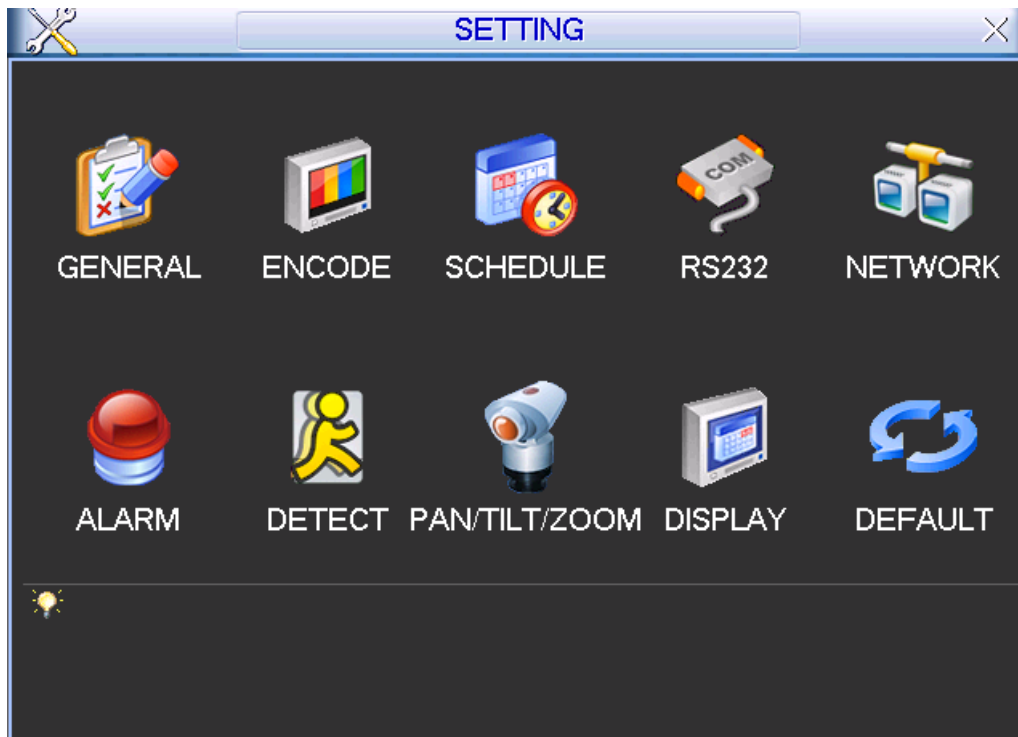 SETTING
COM
GENERAL ENCODE SCHEDULE RS232 NETWORK
ALARM DETECT PAN/TILT/ZOOM DISPLAY DEFAULT